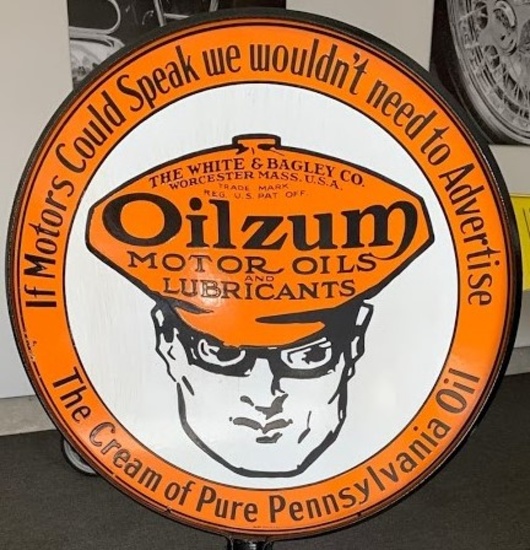 If Motors Could Speak we wouldn't need to Advertise
THE WHITE & BAGLEY CO.
WORCESTER MASS. U.S.A.
TRADE MARK
REG. U.S. PAT OFF.
Oilzum
MOTOR OILS
AND
LUBRICANTS
The Cream of Pure Pennsylvania Oil